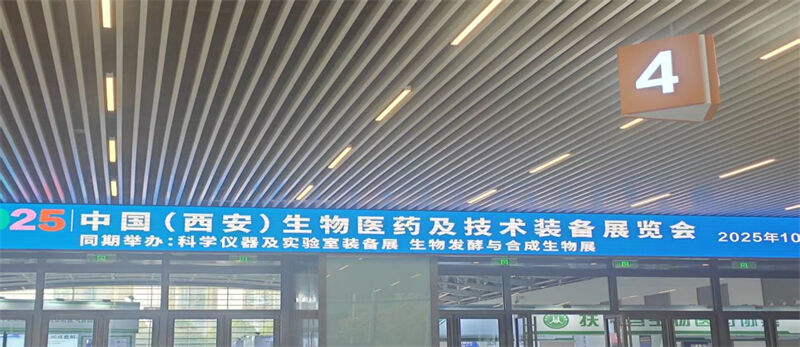 4
025 中国（西安）生物医药及技术装备展览会
同期举办：科学仪器及实验室装备展 生物发酵与合成生物展
2025年10